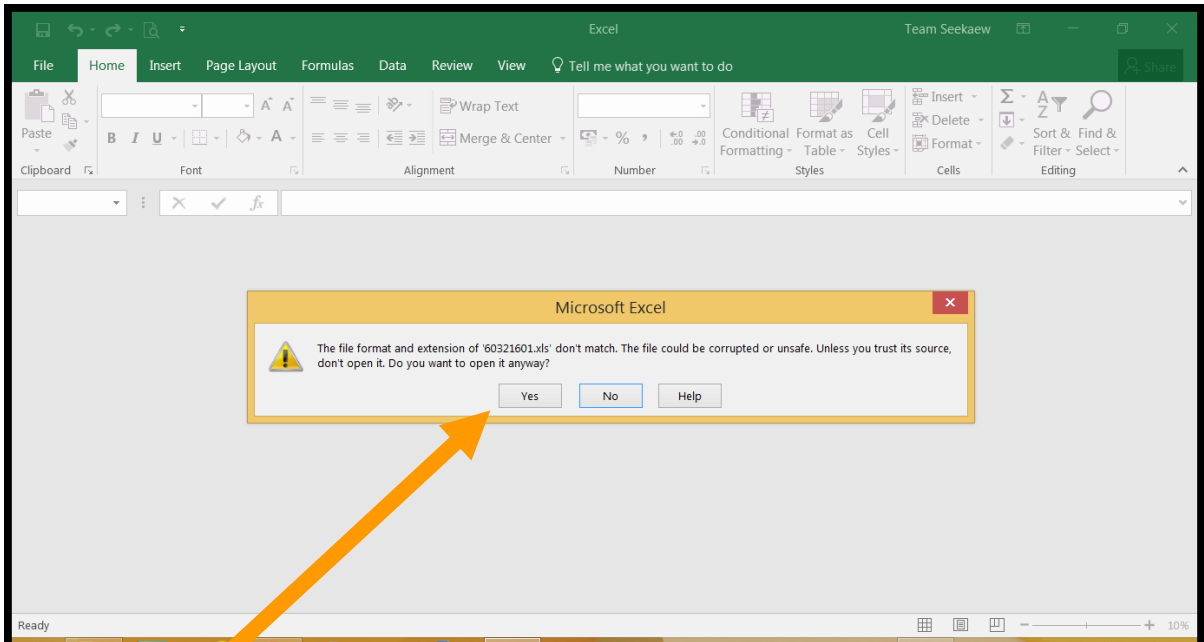 Excel
Team Seekaew
File Home Insert Page Layout Formulas Data Review View Tell me what you want to do Share
Paste
B I U A A A
Wrap Text
Merge & Center
% ,
Conditional Formatting
Format as Table
Cell Styles
Insert
Delete
Format
Sort & Filter
Find & Select
Clipboard Font Alignment Number Styles Cells Editing
fx
Microsoft Excel
The file format and extension of '60321601.xls' don't match. The file could be corrupted or unsafe. Unless you trust its source,
don't open it. Do you want to open it anyway?
Yes No Help
Ready
10%